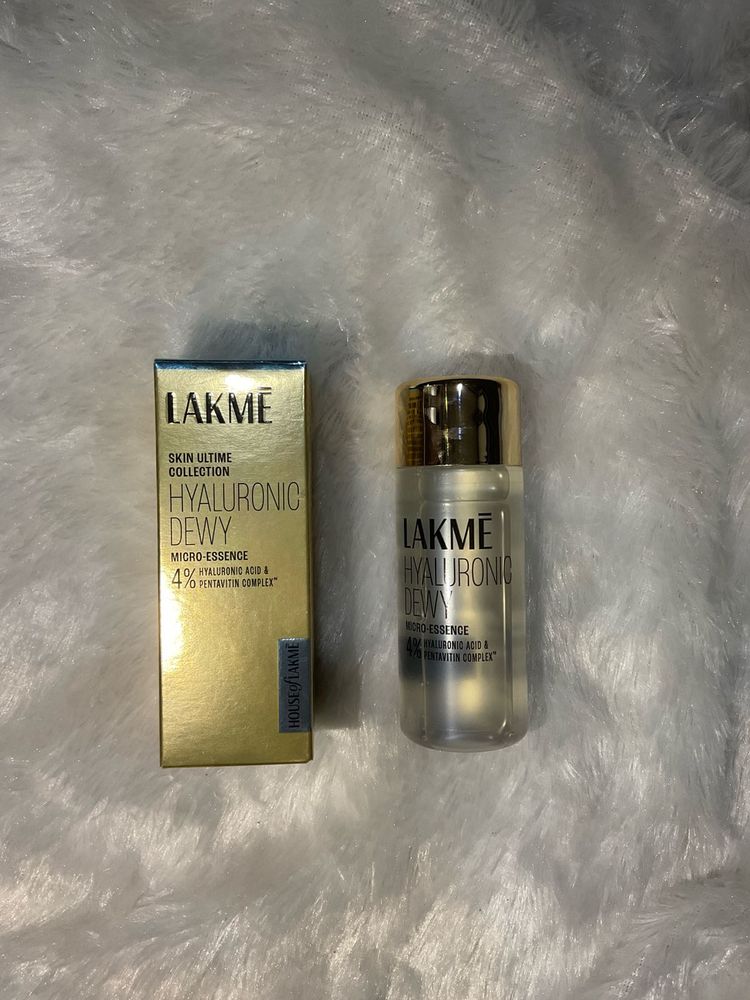 LAKMĒ
SKIN ULTIME
COLLECTION
HYALURONIC
DEWY
MICRO-ESSENCE
4% HYALURONIC ACID &
PENTAVITIN COMPLEX™
HOUSE of LAKMĒ
LAKMĒ
HYALURONIC
DEWY
MICRO-ESSENCE
4% HYALURONIC ACID &
PENTAVITIN COMPLEX™